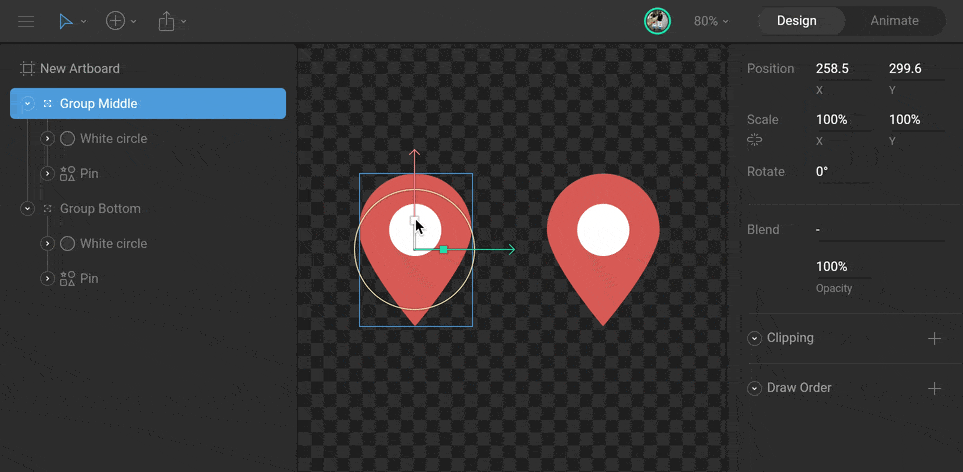 80%
Design
Animate
New Artboard
Group Middle
White circle
Pin
Group Bottom
White circle
Pin
Position 258.5 299.6
X Y
Scale 100% 100%
X Y
Rotate 0°
Blend -
100%
Opacity
Clipping
Draw Order